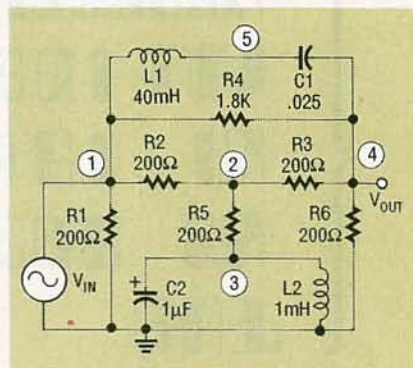 5
L1
40mH
R4
1.8K
C1
.025
1
R2
200Ω
2
R3
200Ω
4
VOUT
R1
200Ω
R5
200Ω
R6
200Ω
VIN
3
+
C2
1µF
L2
1mH